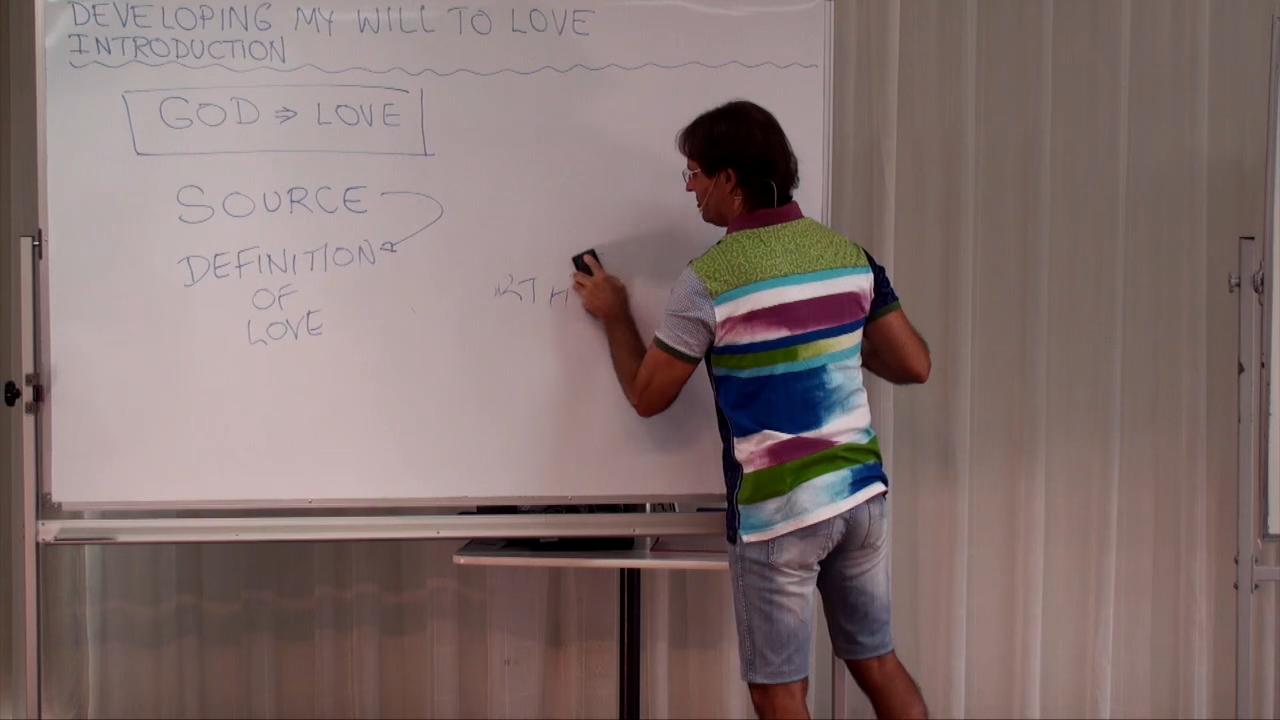 DEVELOPING MY WILL TO LOVE
INTRODUCTION
GOD ⇒ LOVE
SOURCE
DEFINITION
OF
LOVE